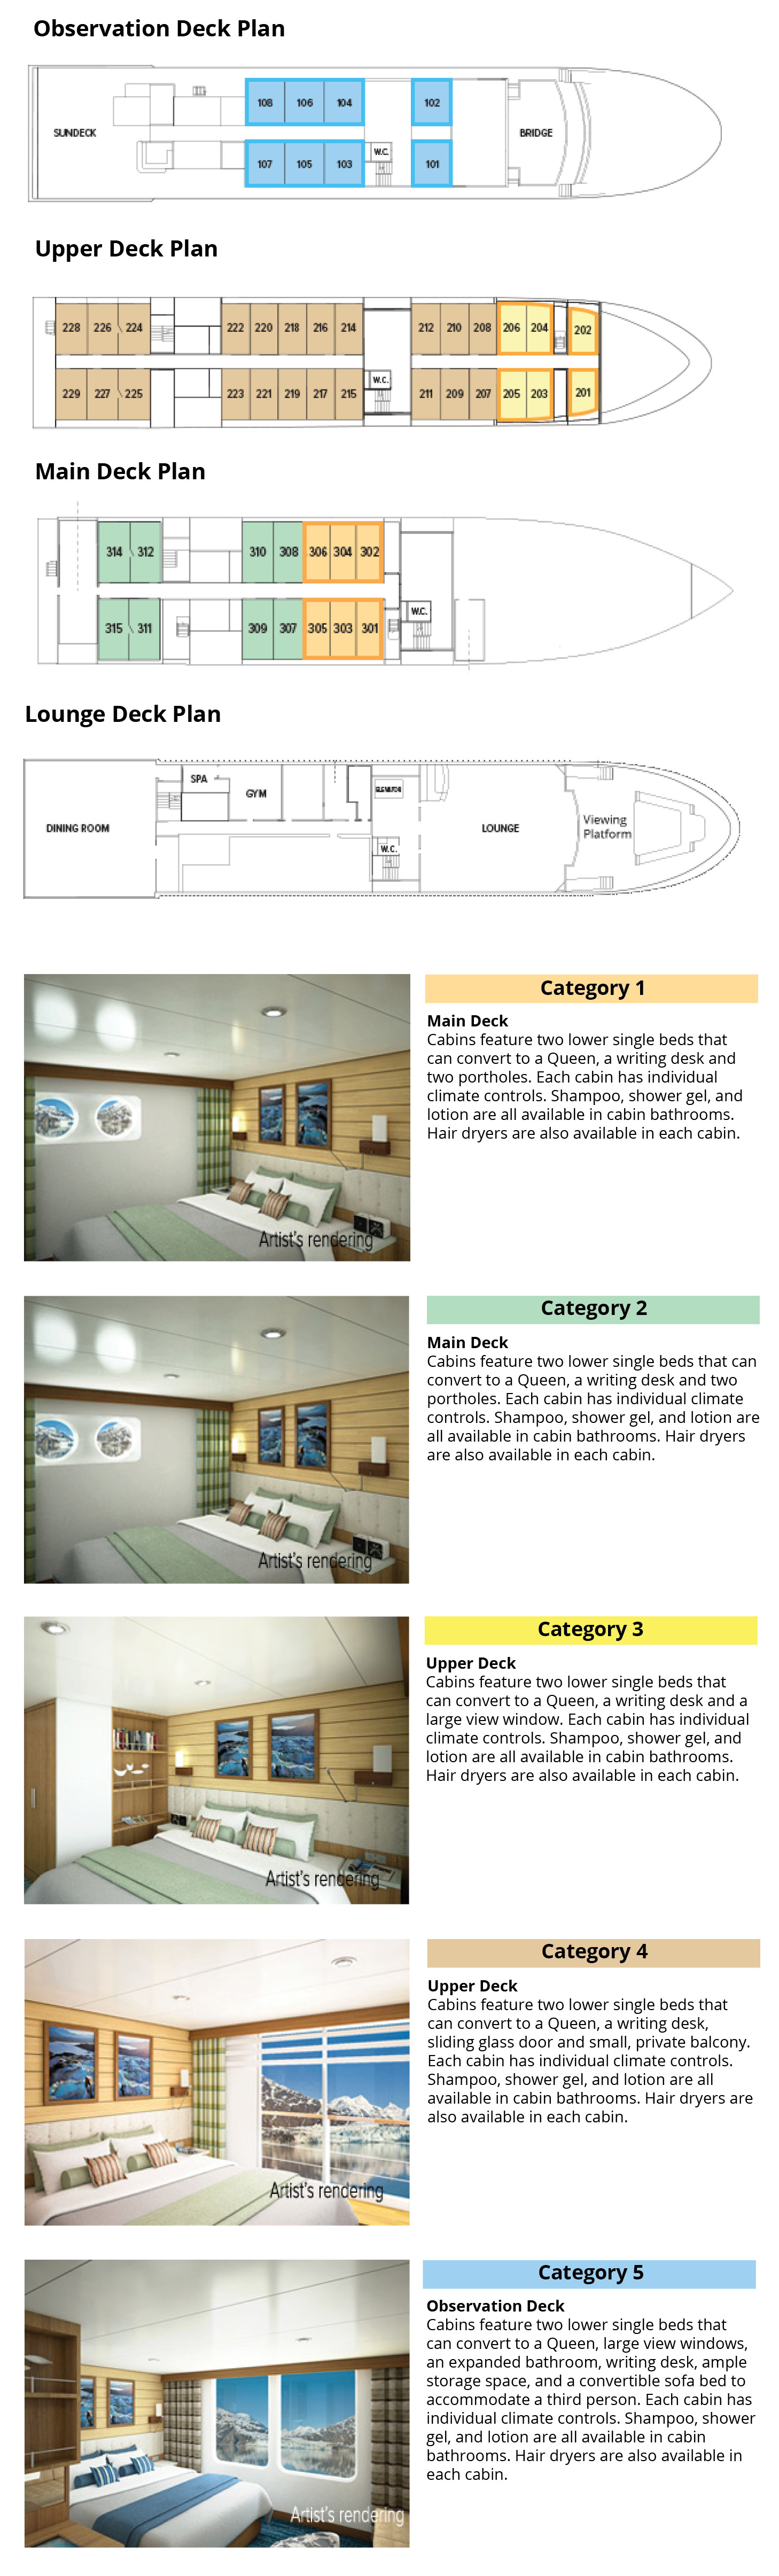 Observation Deck Plan
108 106 104 102
SUNDECK BRIDGE
W.C.
107 105 103 101
Upper Deck Plan
228 226 224 222 220 218 216 214 212 210 208 206 204 202
W.C.
229 227 225 223 221 219 217 215 211 209 207 205 203 201
Main Deck Plan
314 312 310 308 306 304 302
W.C.
315 311 309 307 305 303 301
Lounge Deck Plan
SPA
GYM
ELEVATOR
DINING ROOM LOUNGE
Viewing
Platform
W.C.
Category 1
Main Deck
Cabins feature two lower single beds that
can convert to a Queen, a writing desk and
two portholes. Each cabin has individual
climate controls. Shampoo, shower gel, and
lotion are all available in cabin bathrooms.
Hair dryers are also available in each cabin.
Artist's rendering
Category 2
Main Deck
Cabins feature two lower single beds that can
convert to a Queen, a writing desk and two
portholes. Each cabin has individual climate
controls. Shampoo, shower gel, and lotion are
all available in cabin bathrooms. Hair dryers
are also available in each cabin.
Artist's rendering
Category 3
Upper Deck
Cabins feature two lower single beds that
can convert to a Queen, a writing desk and a
large view window. Each cabin has individual
climate controls. Shampoo, shower gel, and
lotion are all available in cabin bathrooms.
Hair dryers are also available in each cabin.
Artist's rendering
Category 4
Upper Deck
Cabins feature two lower single beds that
can convert to a Queen, a writing desk,
sliding glass door and small, private balcony.
Each cabin has individual climate controls.
Shampoo, shower gel, and lotion are all
available in cabin bathrooms. Hair dryers are
also available in each cabin.
Artist's rendering
Category 5
Observation Deck
Cabins feature two lower single beds that
can convert to a Queen, large view windows,
an expanded bathroom, writing desk, ample
storage space, and a convertible sofa bed to
accommodate a third person. Each cabin has
individual climate controls. Shampoo, shower
gel, and lotion are all available in cabin
bathrooms. Hair dryers are also available in
each cabin.
Artist's rendering